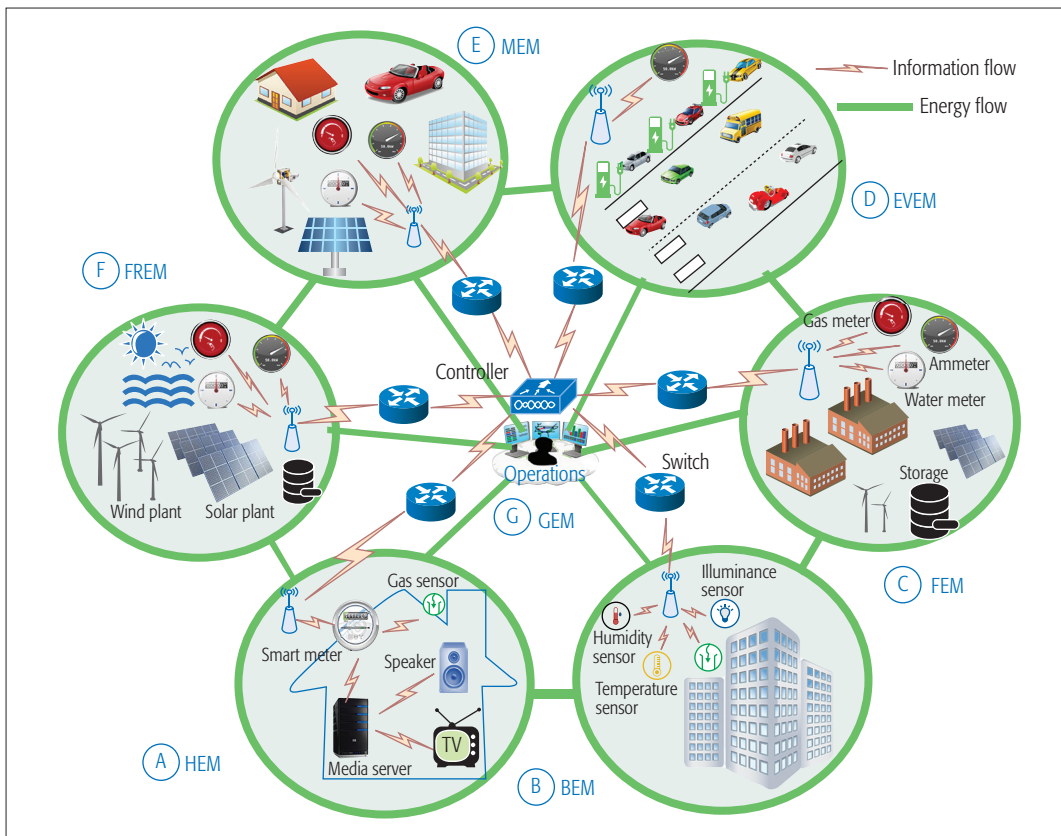 E MEM
Information flow
Energy flow
D EVEM
F FREM
Gas meter
Ammeter
Controller
Water meter
Switch
Storage
Operations
Wind plant
Solar plant
G GEM
Illuminance
sensor
Gas sensor
C FEM
Humidity
sensor
Smart meter
Speaker
Temperature
sensor
TV
Media server
A HEM
B BEM